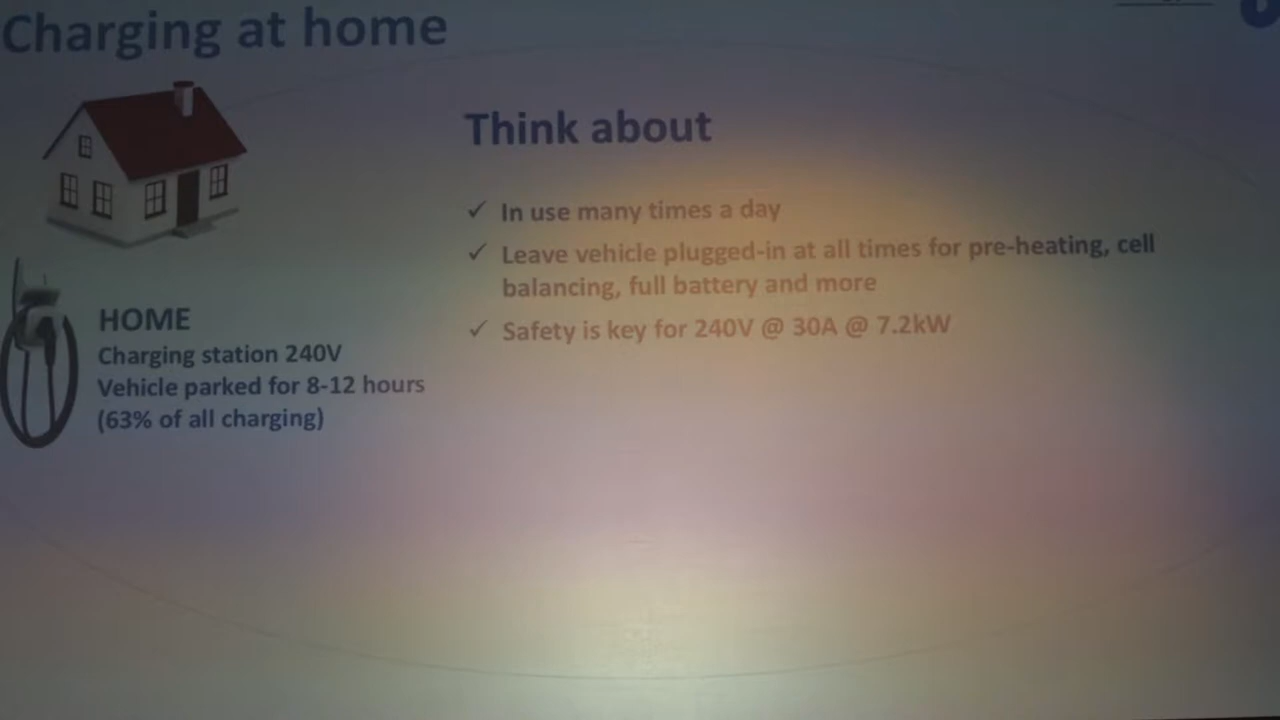 Charging at home
Think about
✓ In use many times a day
✓ Leave vehicle plugged-in at all times for pre-heating, cell
balancing, full battery and more
✓ Safety is key for 240V @ 30A @ 7.2kW
HOME
Charging station 240V
Vehicle parked for 8-12 hours
(63% of all charging)